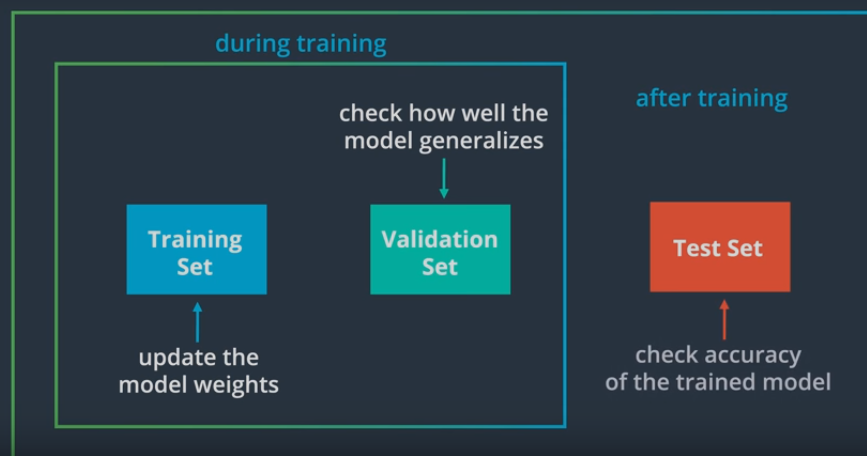 during training
after training
check how well the
model generalizes
Training
Set
Validation
Set
Test Set
update the
model weights
check accuracy
of the trained model